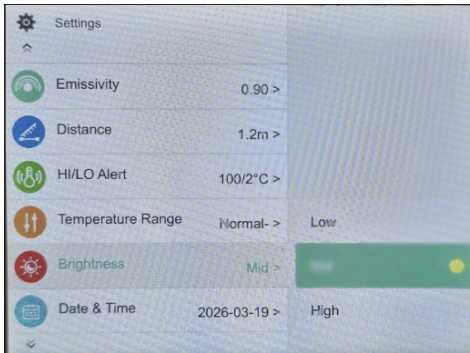 Settings
Emissivity 0.90 >
Distance 1.2m >
HI/LO Alert 100/2°C >
Temperature Range Normal- >
Low
Brightness Mid >
Date & Time 2026-03-19 >
High